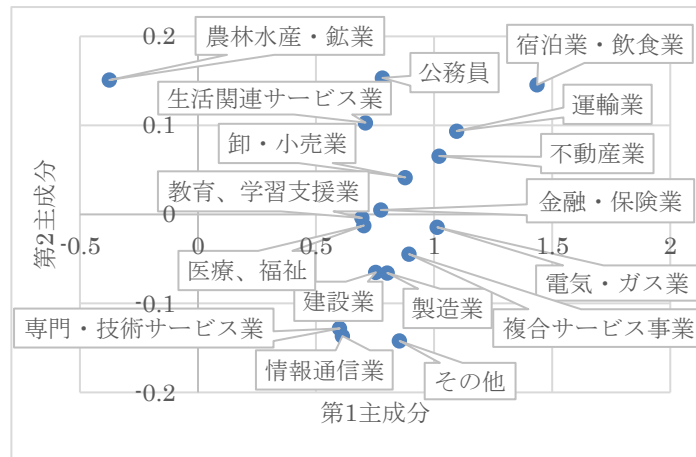 0.2
農林水産・鉱業
公務員
宿泊業・飲食業
生活関連サービス業
運輸業
0.1
卸・小売業
不動産業
教育、学習支援業
金融・保険業
0
-0.5
0
0.5
1
1.5
2
第2主成分
医療、福祉
電気・ガス業
-0.1
建設業
製造業
複合サービス事業
専門・技術サービス業
情報通信業
その他
-0.2
第1主成分